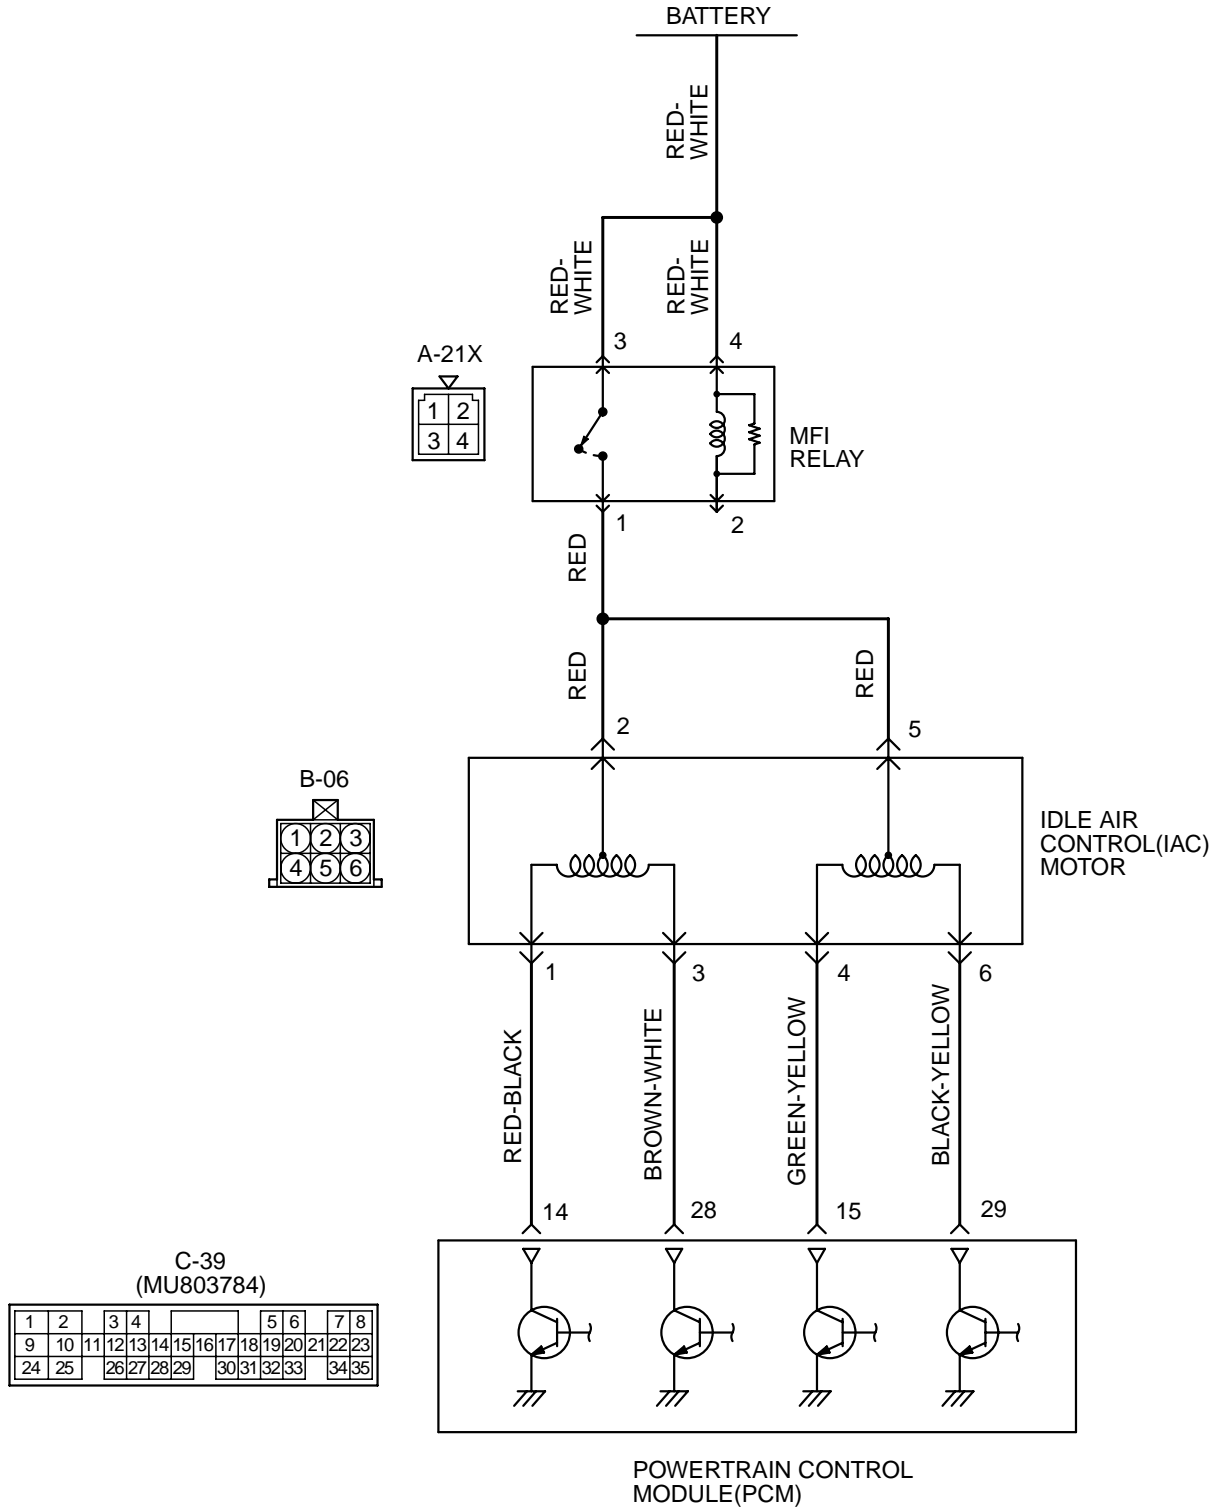 BATTERY
RED-
WHITE
RED-
WHITE
RED-
WHITE
3
4
A-21X
1 2
3 4
MFI
RELAY
1
2
RED
RED
RED
2
5
B-06
1 2 3
4 5 6
IDLE AIR
CONTROL(IAC)
MOTOR
1
3
4
6
RED-BLACK
BROWN-WHITE
GREEN-YELLOW
BLACK-YELLOW
14
28
15
29
C-39
(MU803784)
1 2 3 4 5 6 7 8
9 10 11 12 13 14 15 16 17 18 19 20 21 22 23
24 25 26 27 28 29 30 31 32 33 34 35
POWERTRAIN CONTROL
MODULE(PCM)